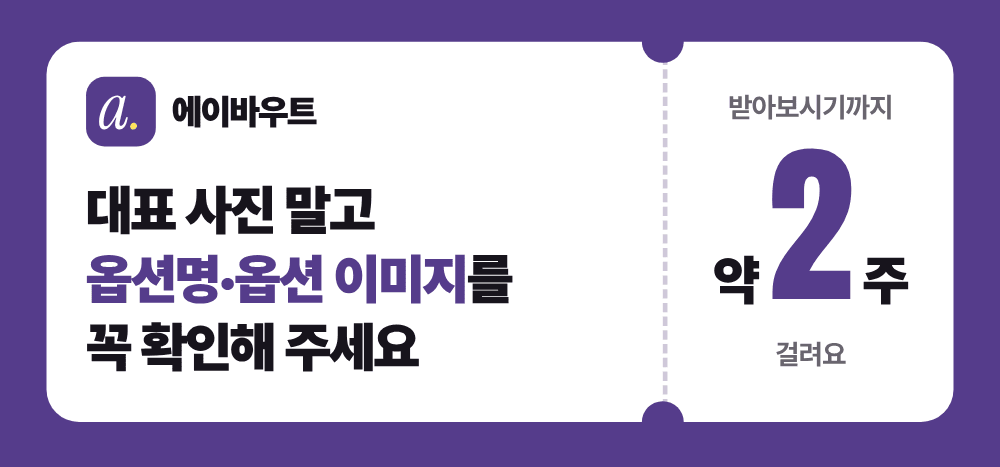 a.
에이바우트
대표 사진 말고
옵션명·옵션 이미지를
꼭 확인해 주세요
받아보시기까지
약 2 주
걸려요